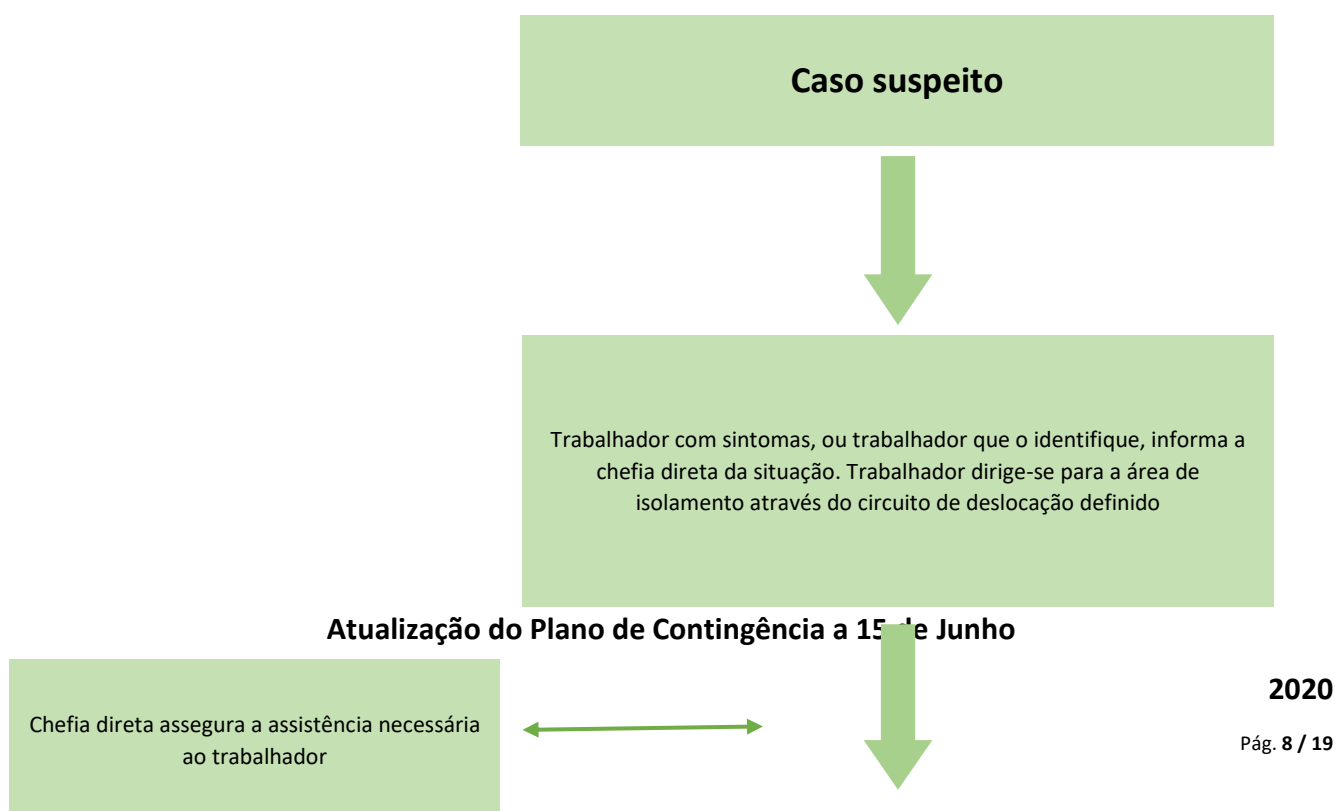 Caso suspeito
Trabalhador com sintomas, ou trabalhador que o identifique, informa a
chefia direta da situação. Trabalhador dirige-se para a área de
isolamento através do circuito de deslocação definido
Atualização do Plano de Contingência a 15 de Junho
2020
Chefia direta assegura a assistência necessária
ao trabalhador
Pág. 8 / 19